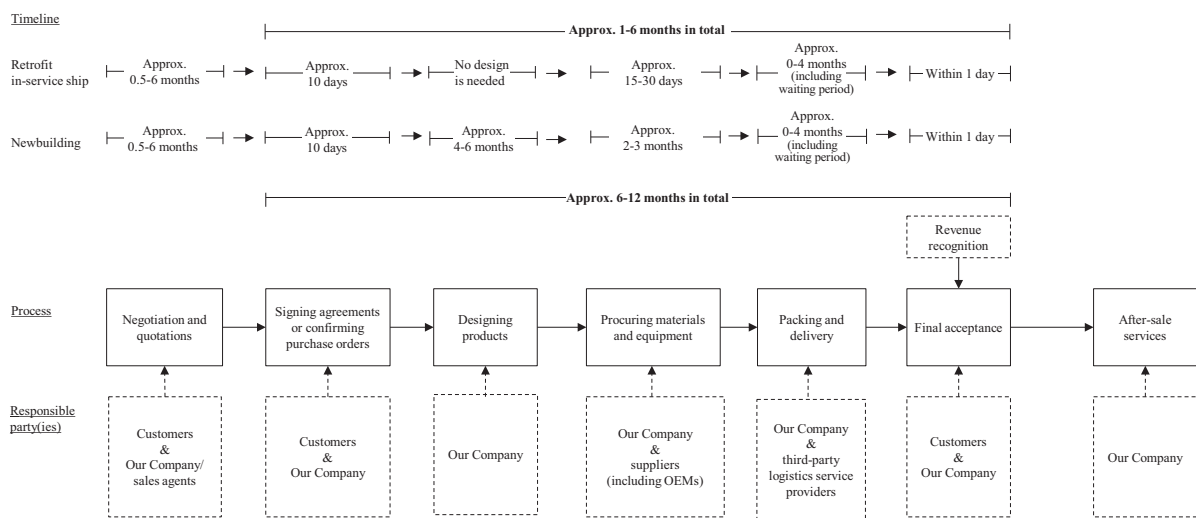 Timeline
Approx. 1-6 months in total
Retrofit
in-service ship
Approx.
0.5-6 months
Approx.
10 days
No design
is needed
Approx.
15-30 days
Approx.
0-4 months
(including
waiting period)
Within 1 day
Newbuilding
Approx.
0.5-6 months
Approx.
10 days
Approx.
4-6 months
Approx.
2-3 months
Approx.
0-4 months
(including
waiting period)
Within 1 day
Approx. 6-12 months in total
Revenue
recognition
Process
Negotiation and
quotations
Signing agreements
or confirming
purchase orders
Designing
products
Procuring materials
and equipment
Packing and
delivery
Final acceptance
After-sale
services
Responsible
party(ies)
Customers
&
Our Company/
sales agents
Customers
&
Our Company
Our Company
Our Company
&
suppliers
(including OEMs)
Our Company
&
third-party
logistics service
providers
Customers
&
Our Company
Our Company